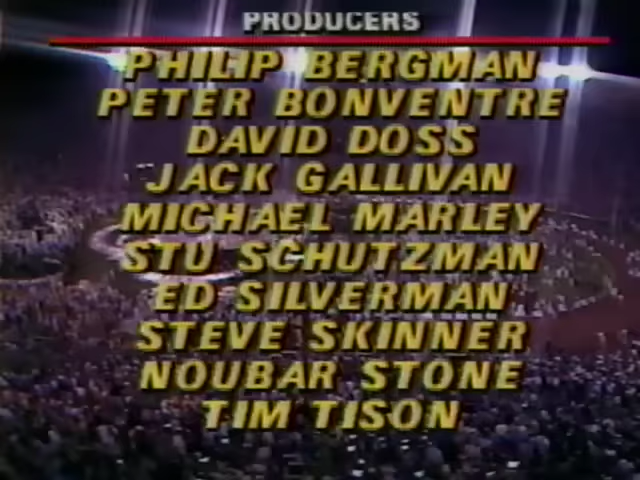 PRODUCERS
PHILIP BERGMAN
PETER BONVENTRE
DAVID DOSS
JACK GALLIVAN
MICHAEL MARLEY
STU SCHUTZMAN
ED SILVERMAN
STEVE SKINNER
NOUBAR STONE
TIM TISON